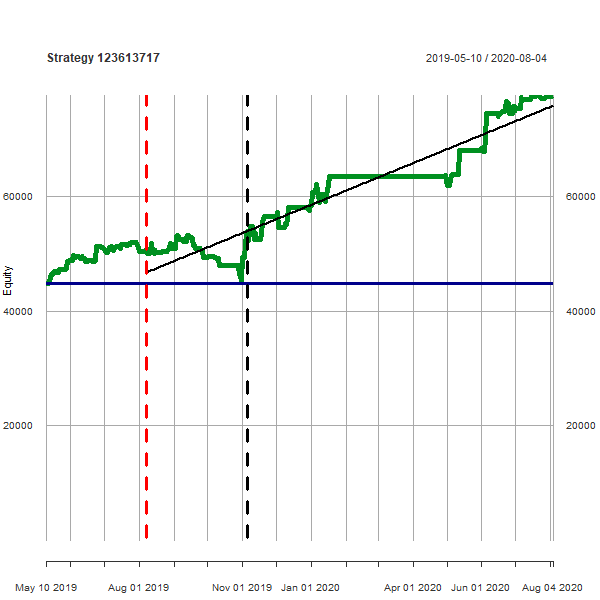 Strategy 123613717
2019-05-10 / 2020-08-04
60000
60000
Equity
40000
40000
20000
20000
May 10 2019
Aug 01 2019
Nov 01 2019
Jan 01 2020
Apr 01 2020
Jun 01 2020
Aug 04 2020